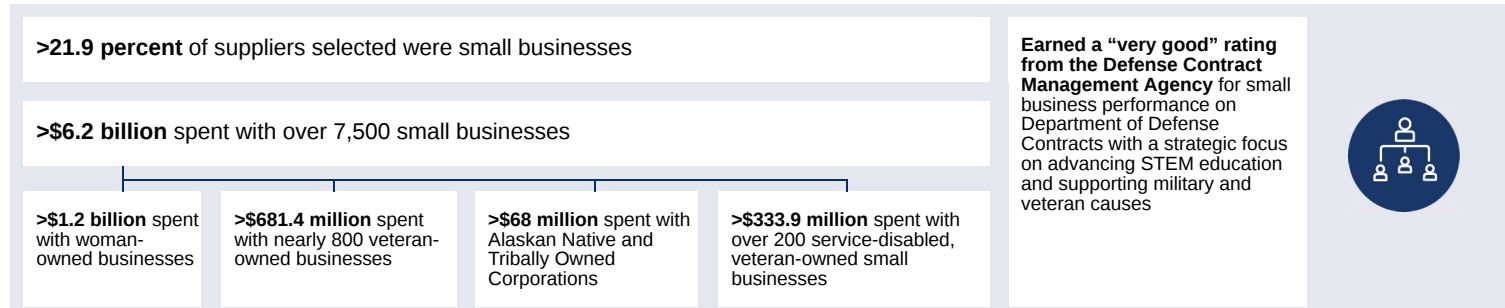 >21.9 percent of suppliers selected were small businesses
>$6.2 billion spent with over 7,500 small businesses
>$1.2 billion spent
with woman-
owned businesses
>$681.4 million spent
with nearly 800 veteran-
owned businesses
>$68 million spent with
Alaskan Native and
Tribally Owned
Corporations
>$333.9 million spent with
over 200 service-disabled,
veteran-owned small
businesses
Earned a “very good” rating
from the Defense Contract
Management Agency for small
business performance on
Department of Defense
Contracts with a strategic focus
on advancing STEM education
and supporting military and
veteran causes